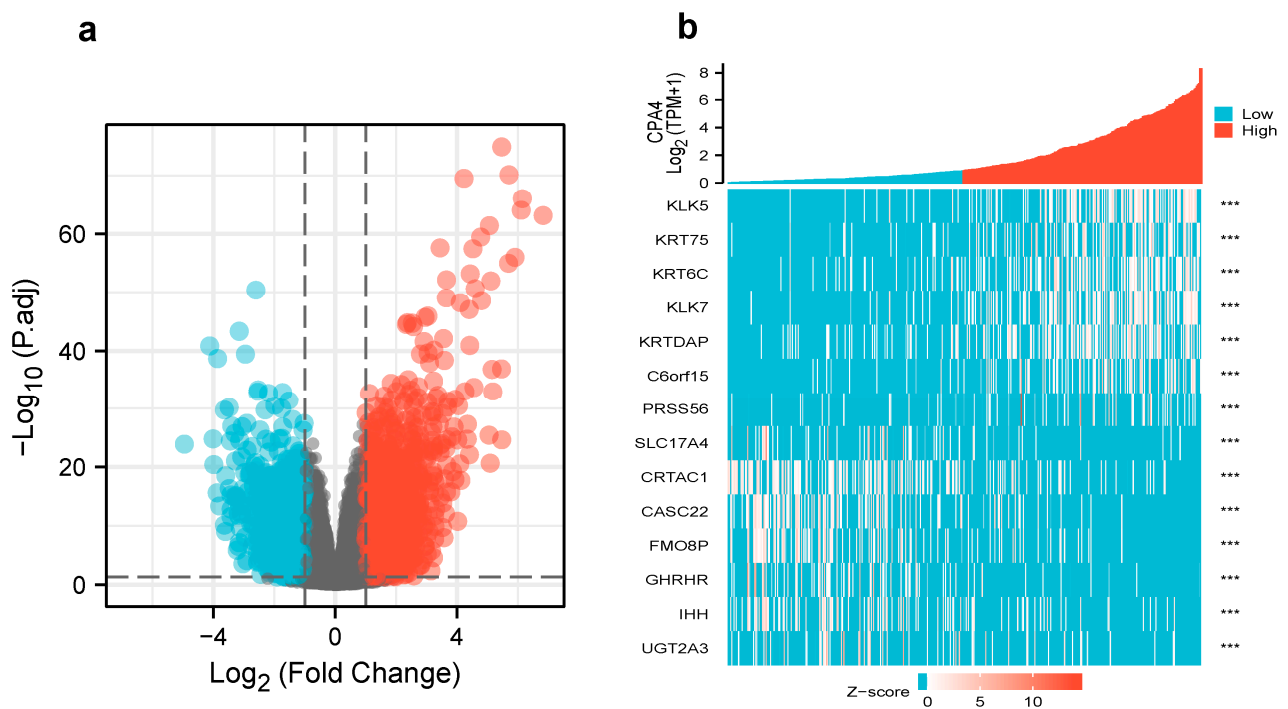 a
60
40
20
0
−4
0
4
−Log10 (P.adj)
Log2 (Fold Change)
b
CPA4
Log2(TPM+1)
8
6
4
2
0
Low
High
KLK5 ***
KRT75 ***
KRT6C ***
KLK7 ***
KRTDAP ***
C6orf15 ***
PRSS56 ***
SLC17A4 ***
CRTAC1 ***
CASC22 ***
FMO8P ***
GHRHR ***
IHH ***
UGT2A3 ***
Z−score
0 5 10